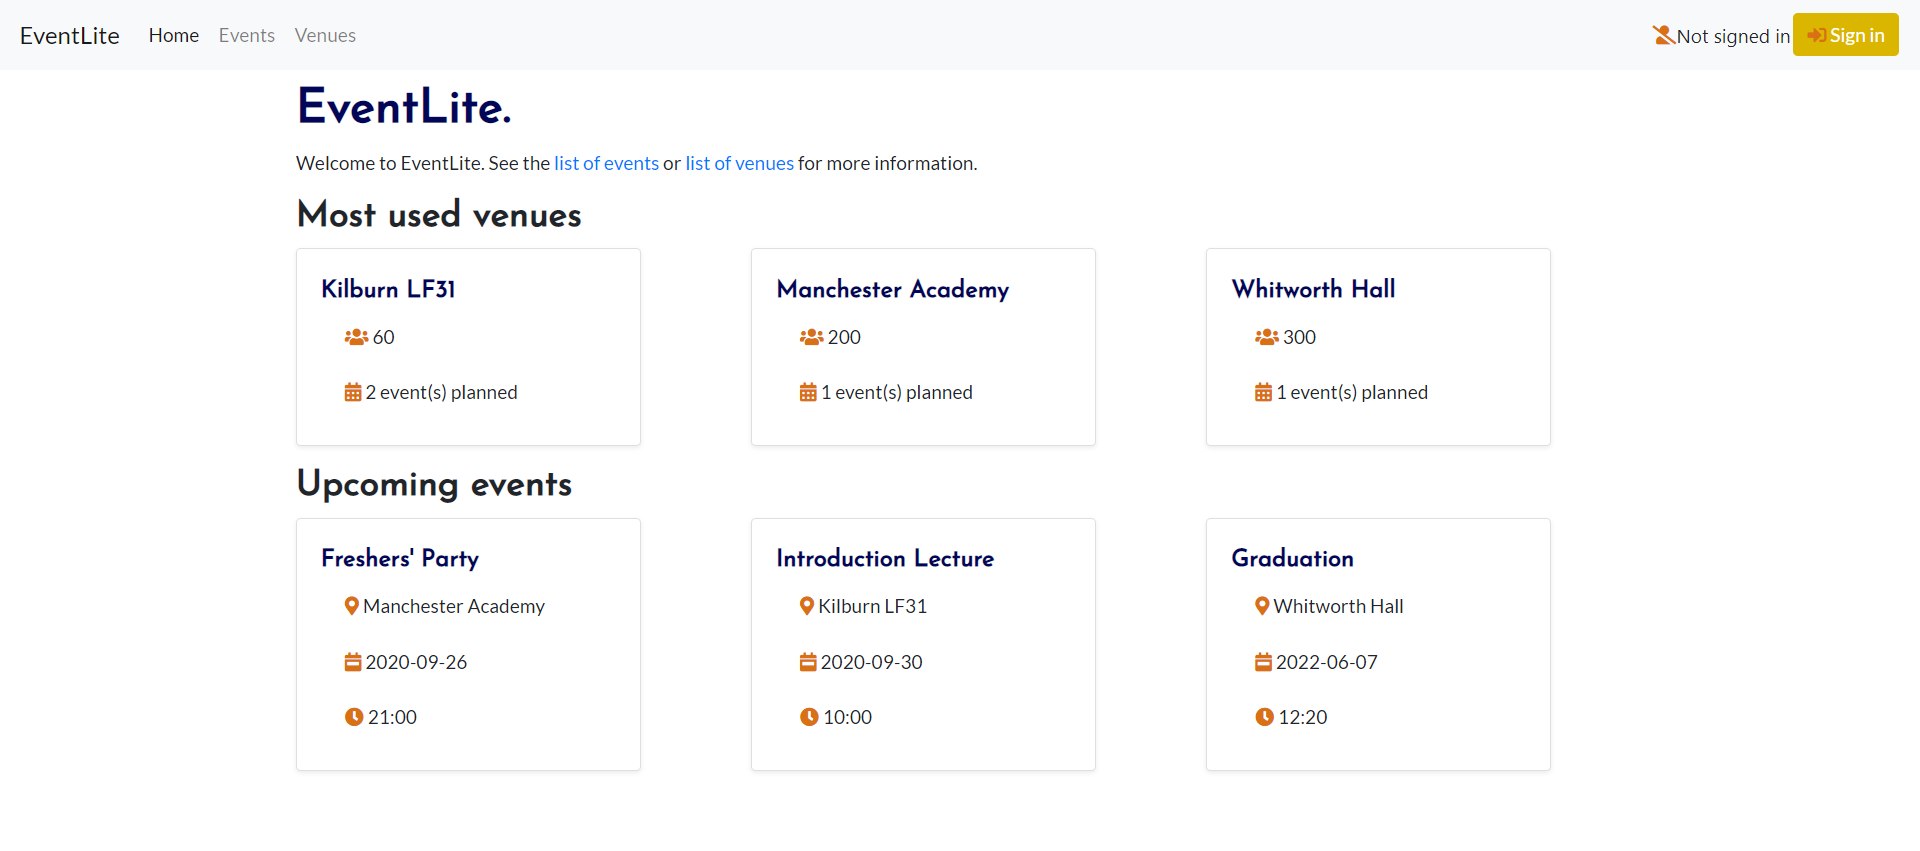 EventLite Home Events Venues Not signed in Sign in
EventLite.
Welcome to EventLite. See the list of events or list of venues for more information.
Most used venues
Kilburn LF31
60
2 event(s) planned
Manchester Academy
200
1 event(s) planned
Whitworth Hall
300
1 event(s) planned
Upcoming events
Freshers' Party
Manchester Academy
2020-09-26
21:00
Introduction Lecture
Kilburn LF31
2020-09-30
10:00
Graduation
Whitworth Hall
2022-06-07
12:20